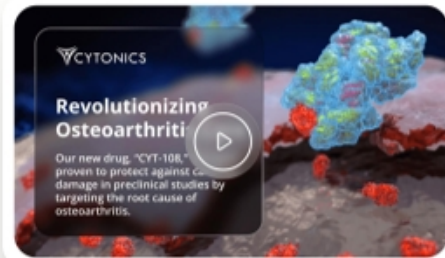 CYTONICS
Revolutionizing
Our new drug, "CYT-108,"
proven to protect against
damage in preclinical studies by
targeting the root cause of
osteoarthritis.